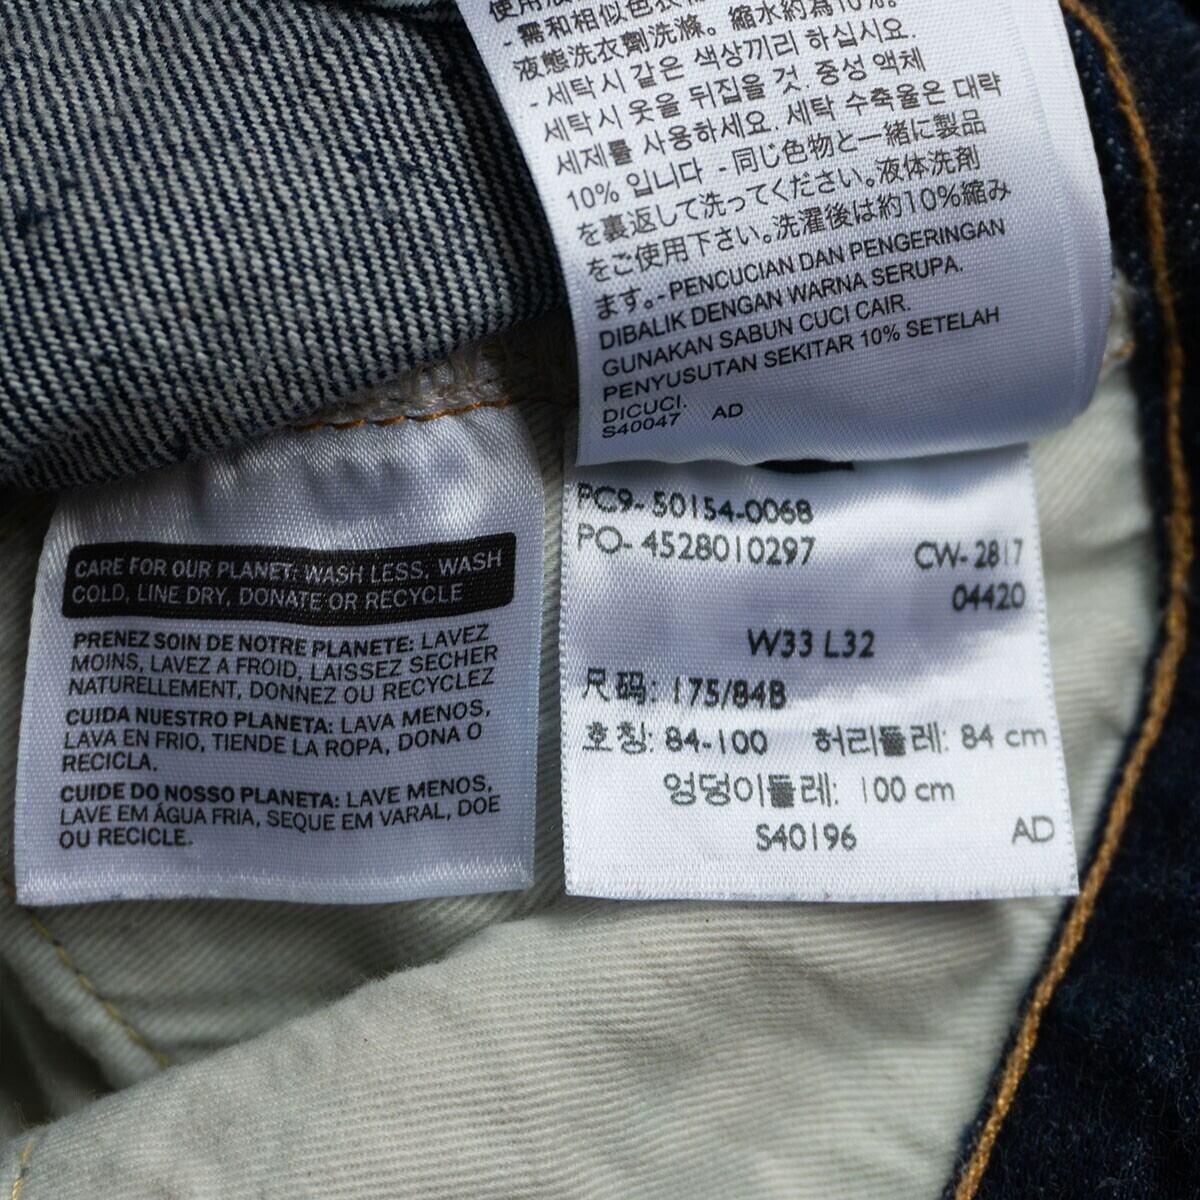 - 需和相似色衣
液態洗衣劑洗滌。縮水約為10%。
- 세탁시 같은 색상끼리 하십시요.
세탁시 옷을 뒤집을 것. 중성 액체
세제를 사용하세요. 세탁 수축율은 대략
10% 입니다 - 同じ色物と一緒に製品
を裏返して洗ってください。液体洗剤
をご使用下さい。洗濯後は約10%縮み
ます。- PENCUCIAN DAN PENGERINGAN
DIBALIK DENGAN WARNA SERUPA.
GUNAKAN SABUN CUCI CAIR.
PENYUSUTAN SEKITAR 10% SETELAH
DICUCI.
S40047 AD
CARE FOR OUR PLANET: WASH LESS, WASH
COLD, LINE DRY, DONATE OR RECYCLE
PRENEZ SOIN DE NOTRE PLANETE: LAVEZ
MOINS, LAVEZ A FROID, LAISSEZ SECHER
NATURELLEMENT, DONNEZ OU RECYCLEZ
CUIDA NUESTRO PLANETA: LAVA MENOS,
LAVA EN FRIO, TIENDE LA ROPA, DONA O
RECICLA.
CUIDE DO NOSSO PLANETA: LAVE MENOS,
LAVE EM ÁGUA FRIA, SEQUE EM VARAL, DOE
OU RECICLE.
PC9- 50154-0068
PO- 4528010297 CW- 2817
04420
W33 L32
尺码: 175/84B
호칭: 84-100 허리둘레: 84 cm
엉덩이둘레: 100 cm
S40196 AD